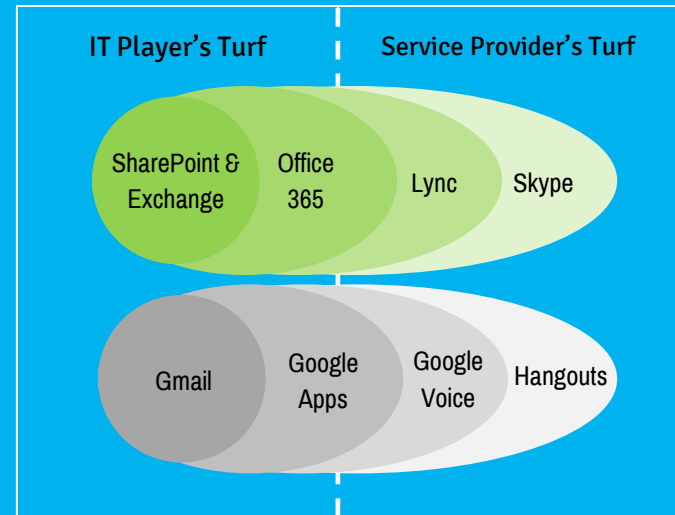 IT Player's Turf
Service Provider's Turf
SharePoint &
Exchange
Office
365
Lync
Skype
Gmail
Google
Apps
Google
Voice
Hangouts